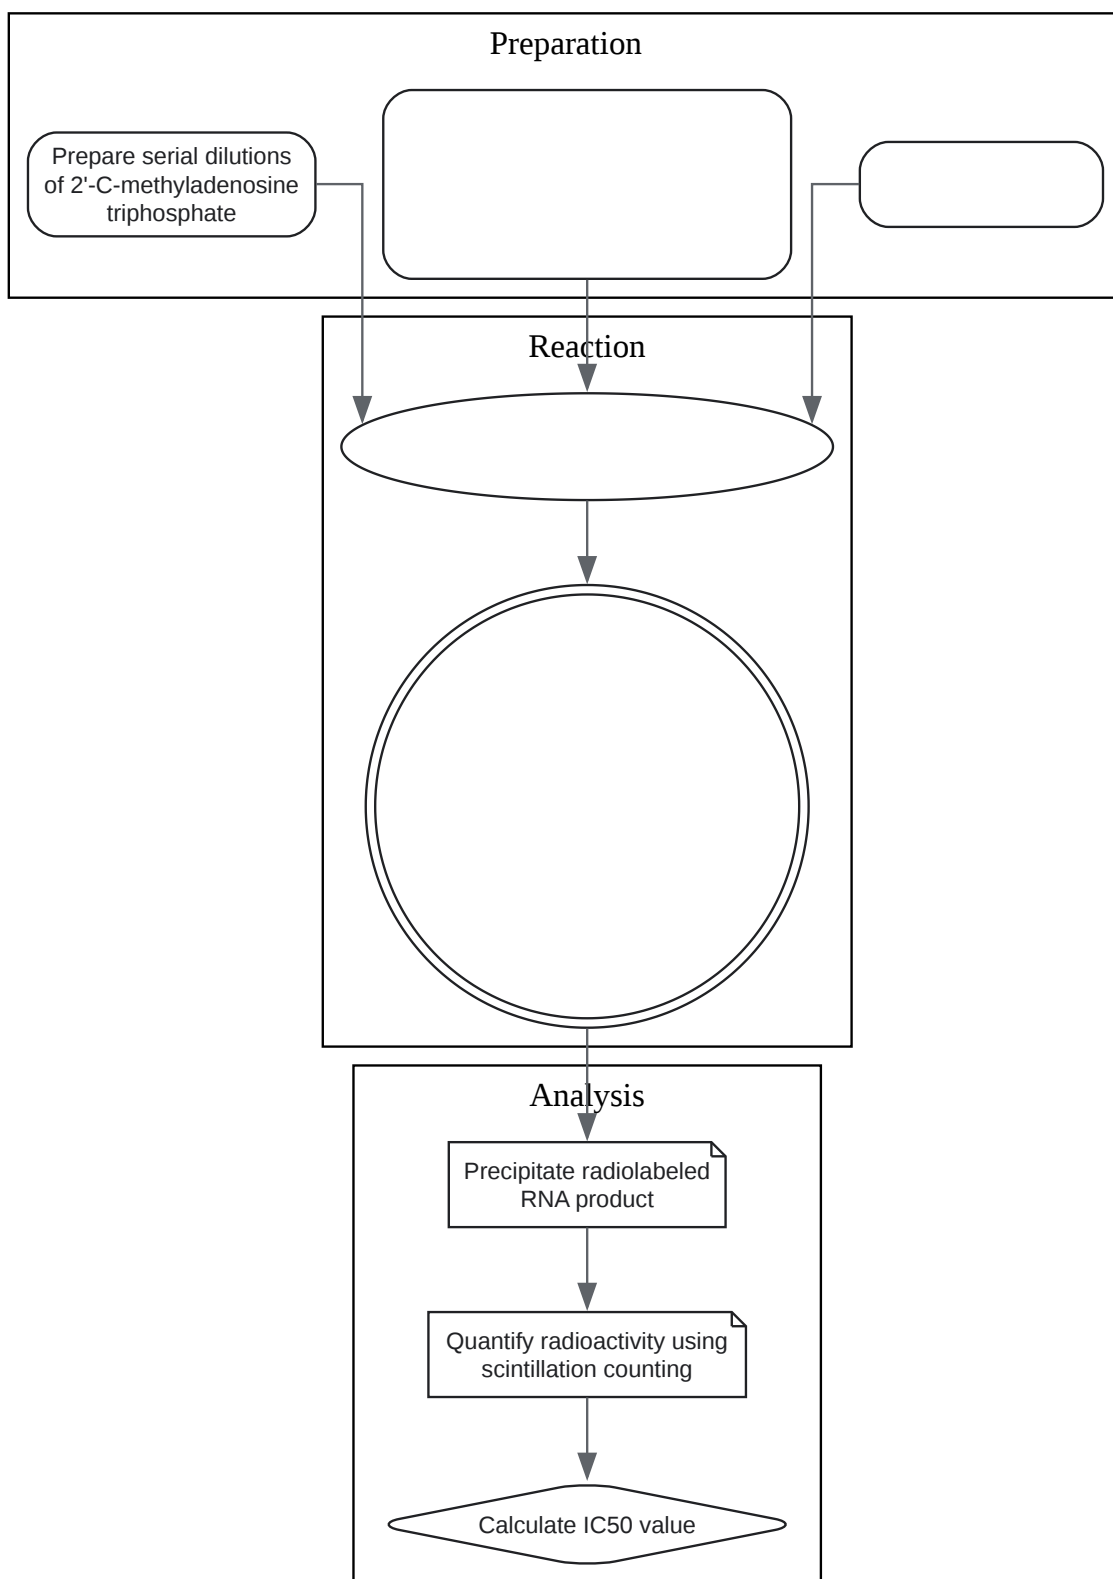 Preparation
Prepare serial dilutions
of 2'-C-methyladenosine
triphosphate
Reaction
Analysis
Precipitate radiolabeled
RNA product
Quantify radioactivity using
scintillation counting
Calculate IC50 value